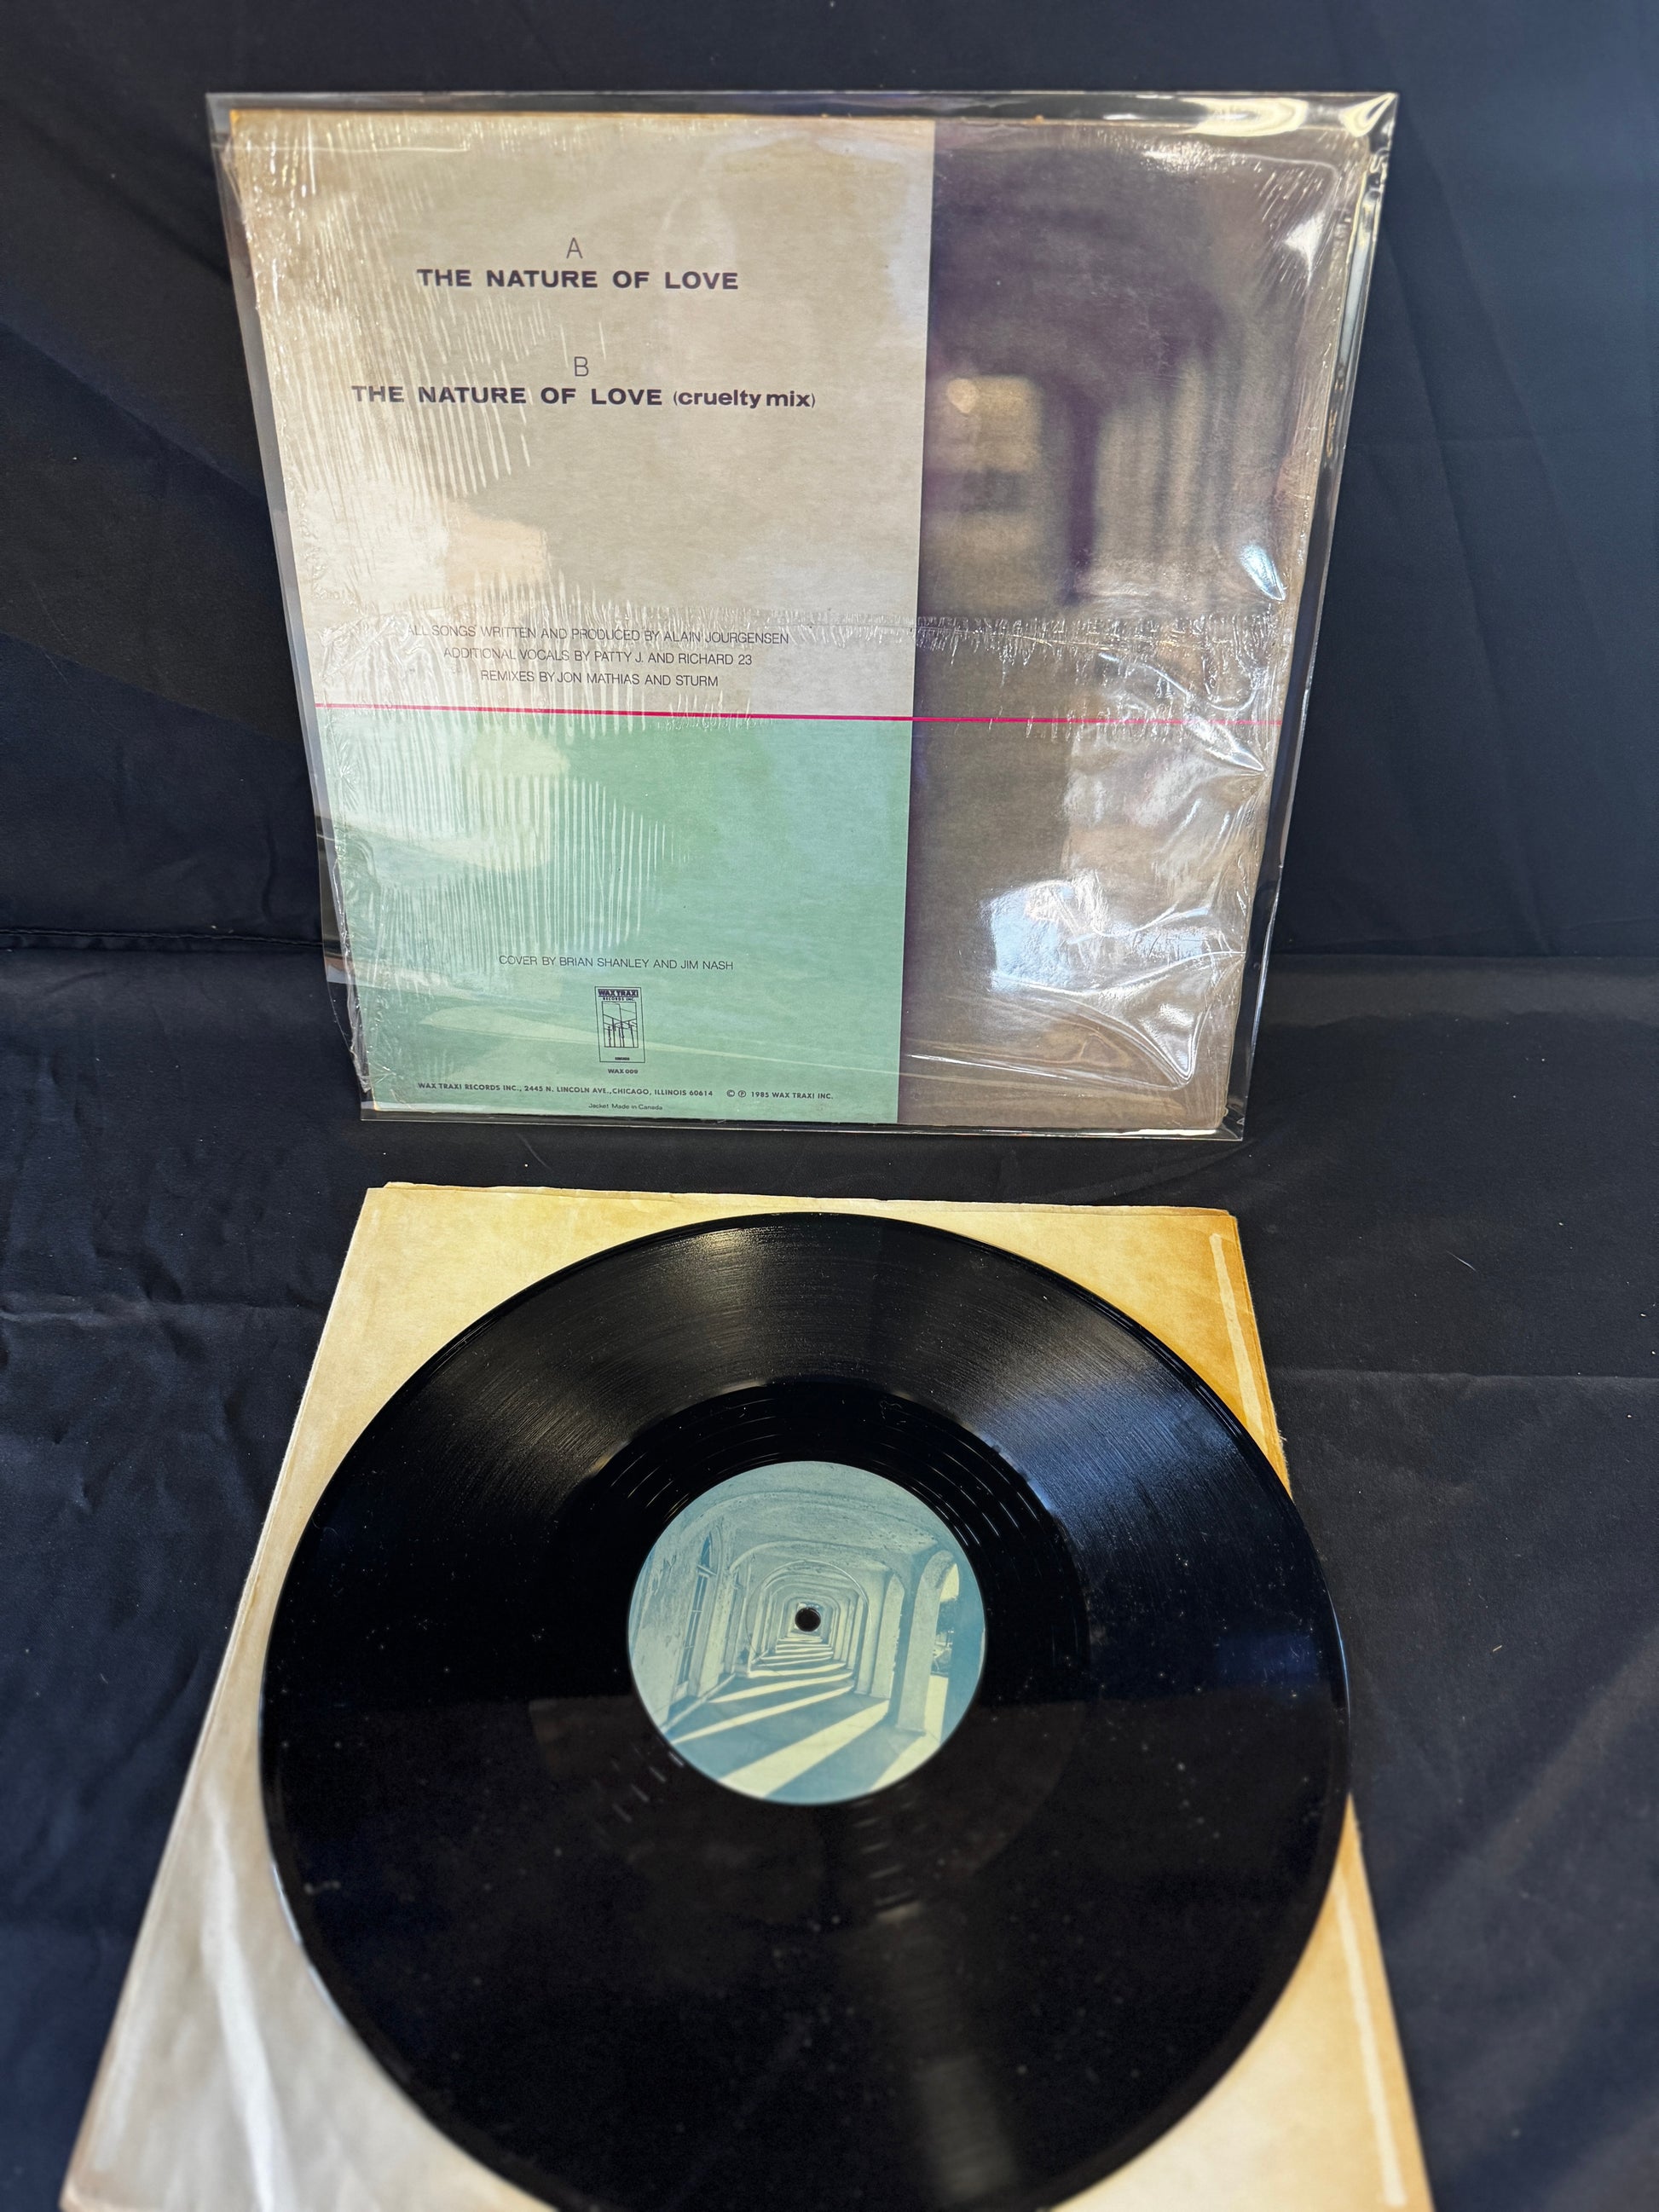 A
THE NATURE OF LOVE
B
THE NATURE OF LOVE (cruelty mix)
ALL SONGS WRITTEN AND PRODUCED BY ALAIN JOURGENSEN
ADDITIONAL VOCALS BY PATTY J. AND RICHARD 23
REMIXES BY JON MATHIAS AND STURM
COVER BY BRIAN SHANLEY AND JIM NASH
WAX TRAX!
RECORDS INC.
WAX 009
WAX TRAX! RECORDS INC., 2445 N. LINCOLN AVE., CHICAGO, ILLINOIS 60614 © ℗ 1985 WAX TRAX! INC.
Jacket Made in Canada